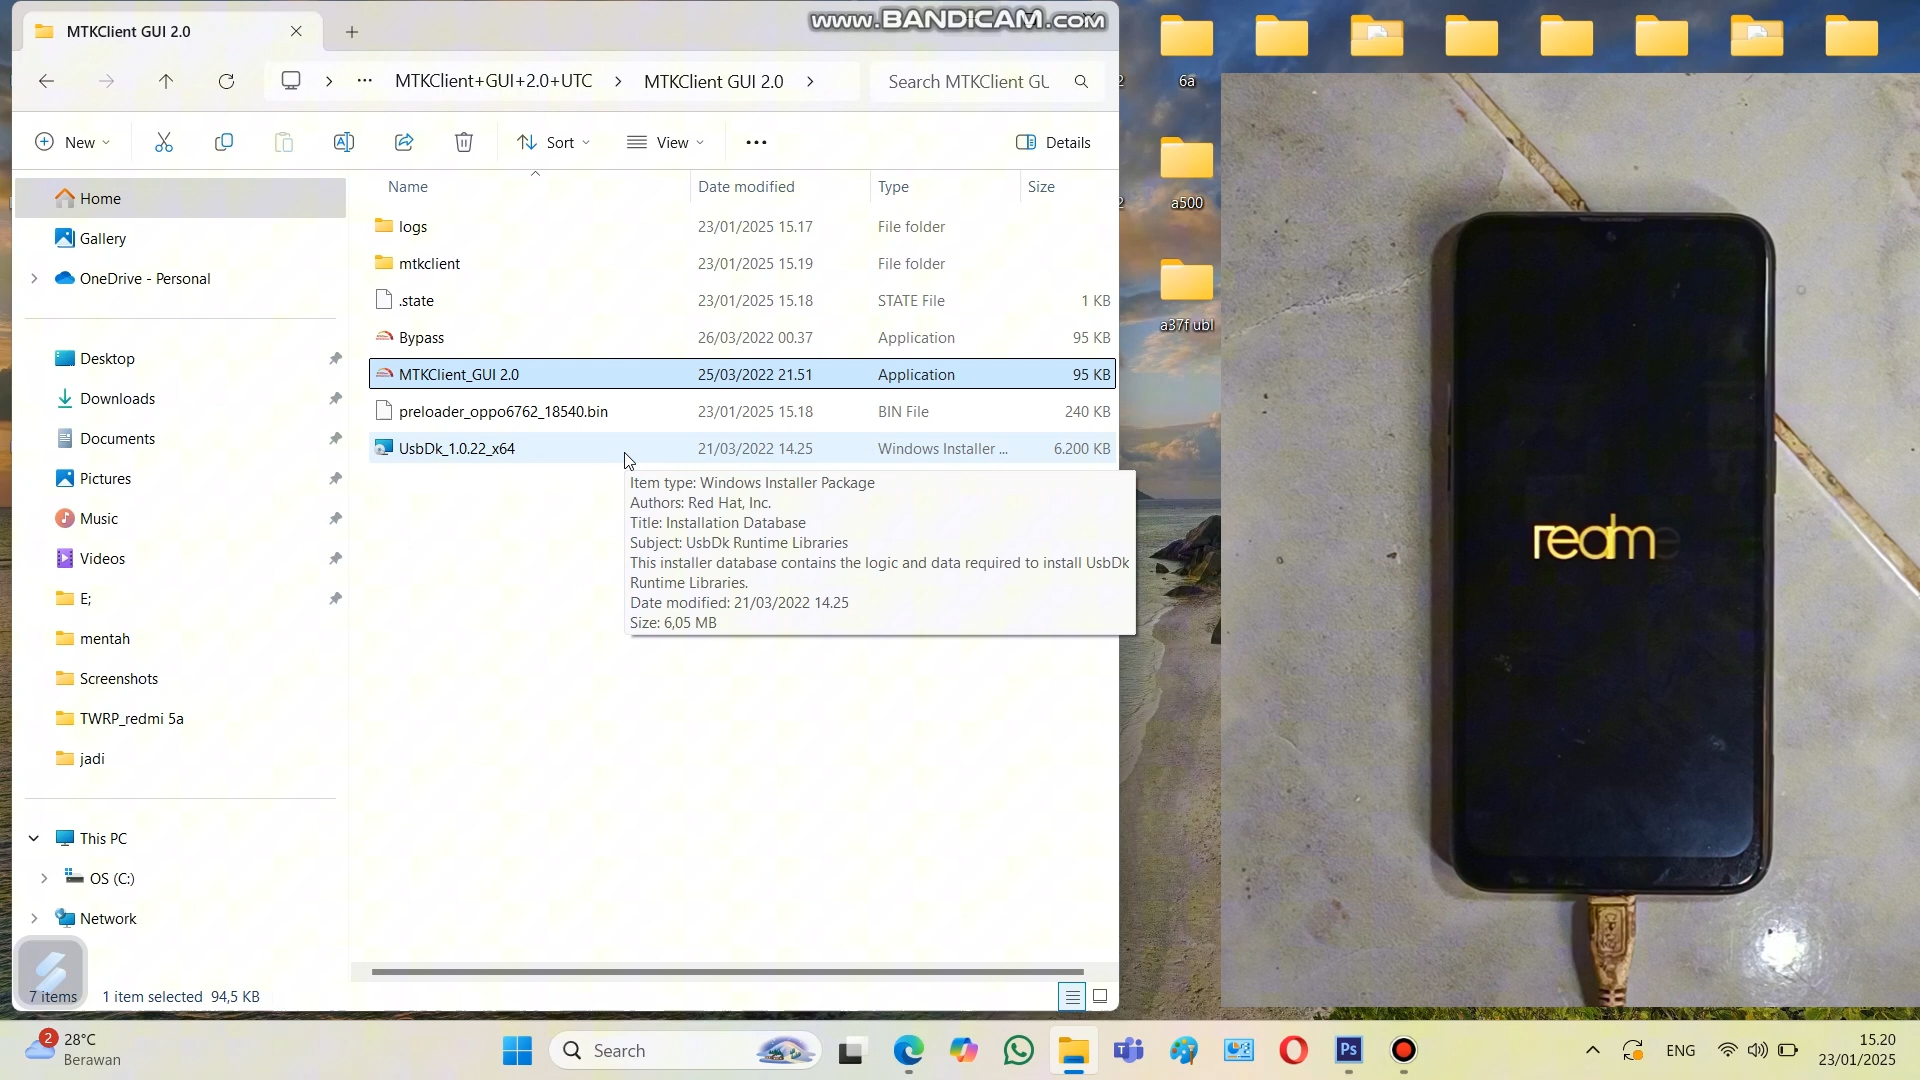 MTKClient GUI 2.0
www.BANDICAM.com
MTKClient+GUI+2.0+UTC
MTKClient GUI 2.0
Search MTKClient GU
New
Sort
View
Details
Name
Date modified
Type
Size
Home
Gallery
OneDrive - Personal
Desktop
Downloads
Documents
Pictures
Music
Videos
E;
mentah
Screenshots
TWRP_redmi 5a
jadi
This PC
OS (C:)
Network
logs 23/01/2025 15.17 File folder
mtkclient 23/01/2025 15.19 File folder
.state 23/01/2025 15.18 STATE File 1 KB
Bypass 26/03/2022 00.37 Application 95 KB
MTKClient_GUI 2.0 25/03/2022 21.51 Application 95 KB
preloader_oppo6762_18540.bin 23/01/2025 15.18 BIN File 240 KB
UsbDk_1.0.22_x64 21/03/2022 14.25 Windows Installer ... 6.200 KB
Item type: Windows Installer Package
Authors: Red Hat, Inc.
Title: Installation Database
Subject: UsbDk Runtime Libraries
This installer database contains the logic and data required to install UsbDk
Runtime Libraries.
Date modified: 21/03/2022 14.25
Size: 6,05 MB
7 items 1 item selected 94,5 KB
6a
a500
a37f ubl
2
2
realme
2
28°C
Berawan
Search
Ps
ENG
15.20
23/01/2025